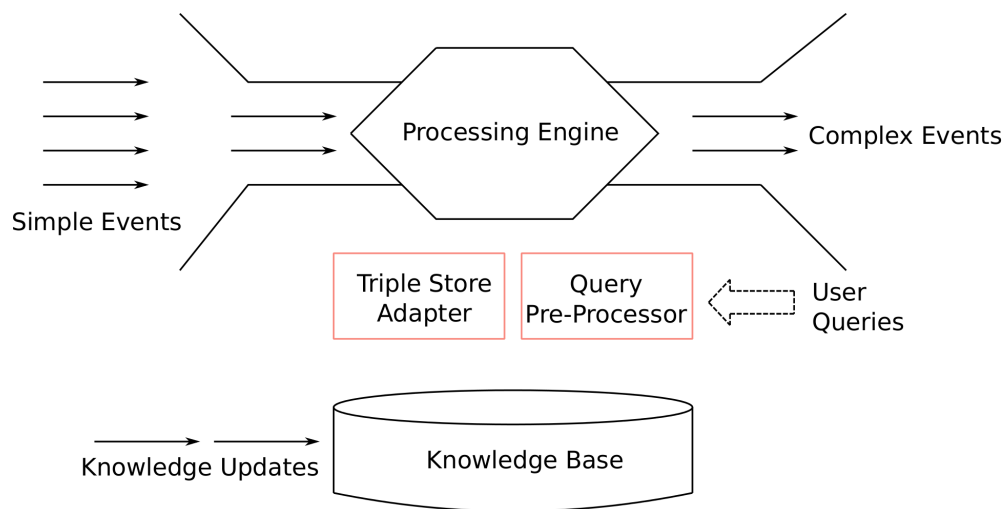 Processing Engine
Complex Events
Simple Events
Triple Store
Adapter
Query
Pre-Processor
User
Queries
Knowledge Updates
Knowledge Base